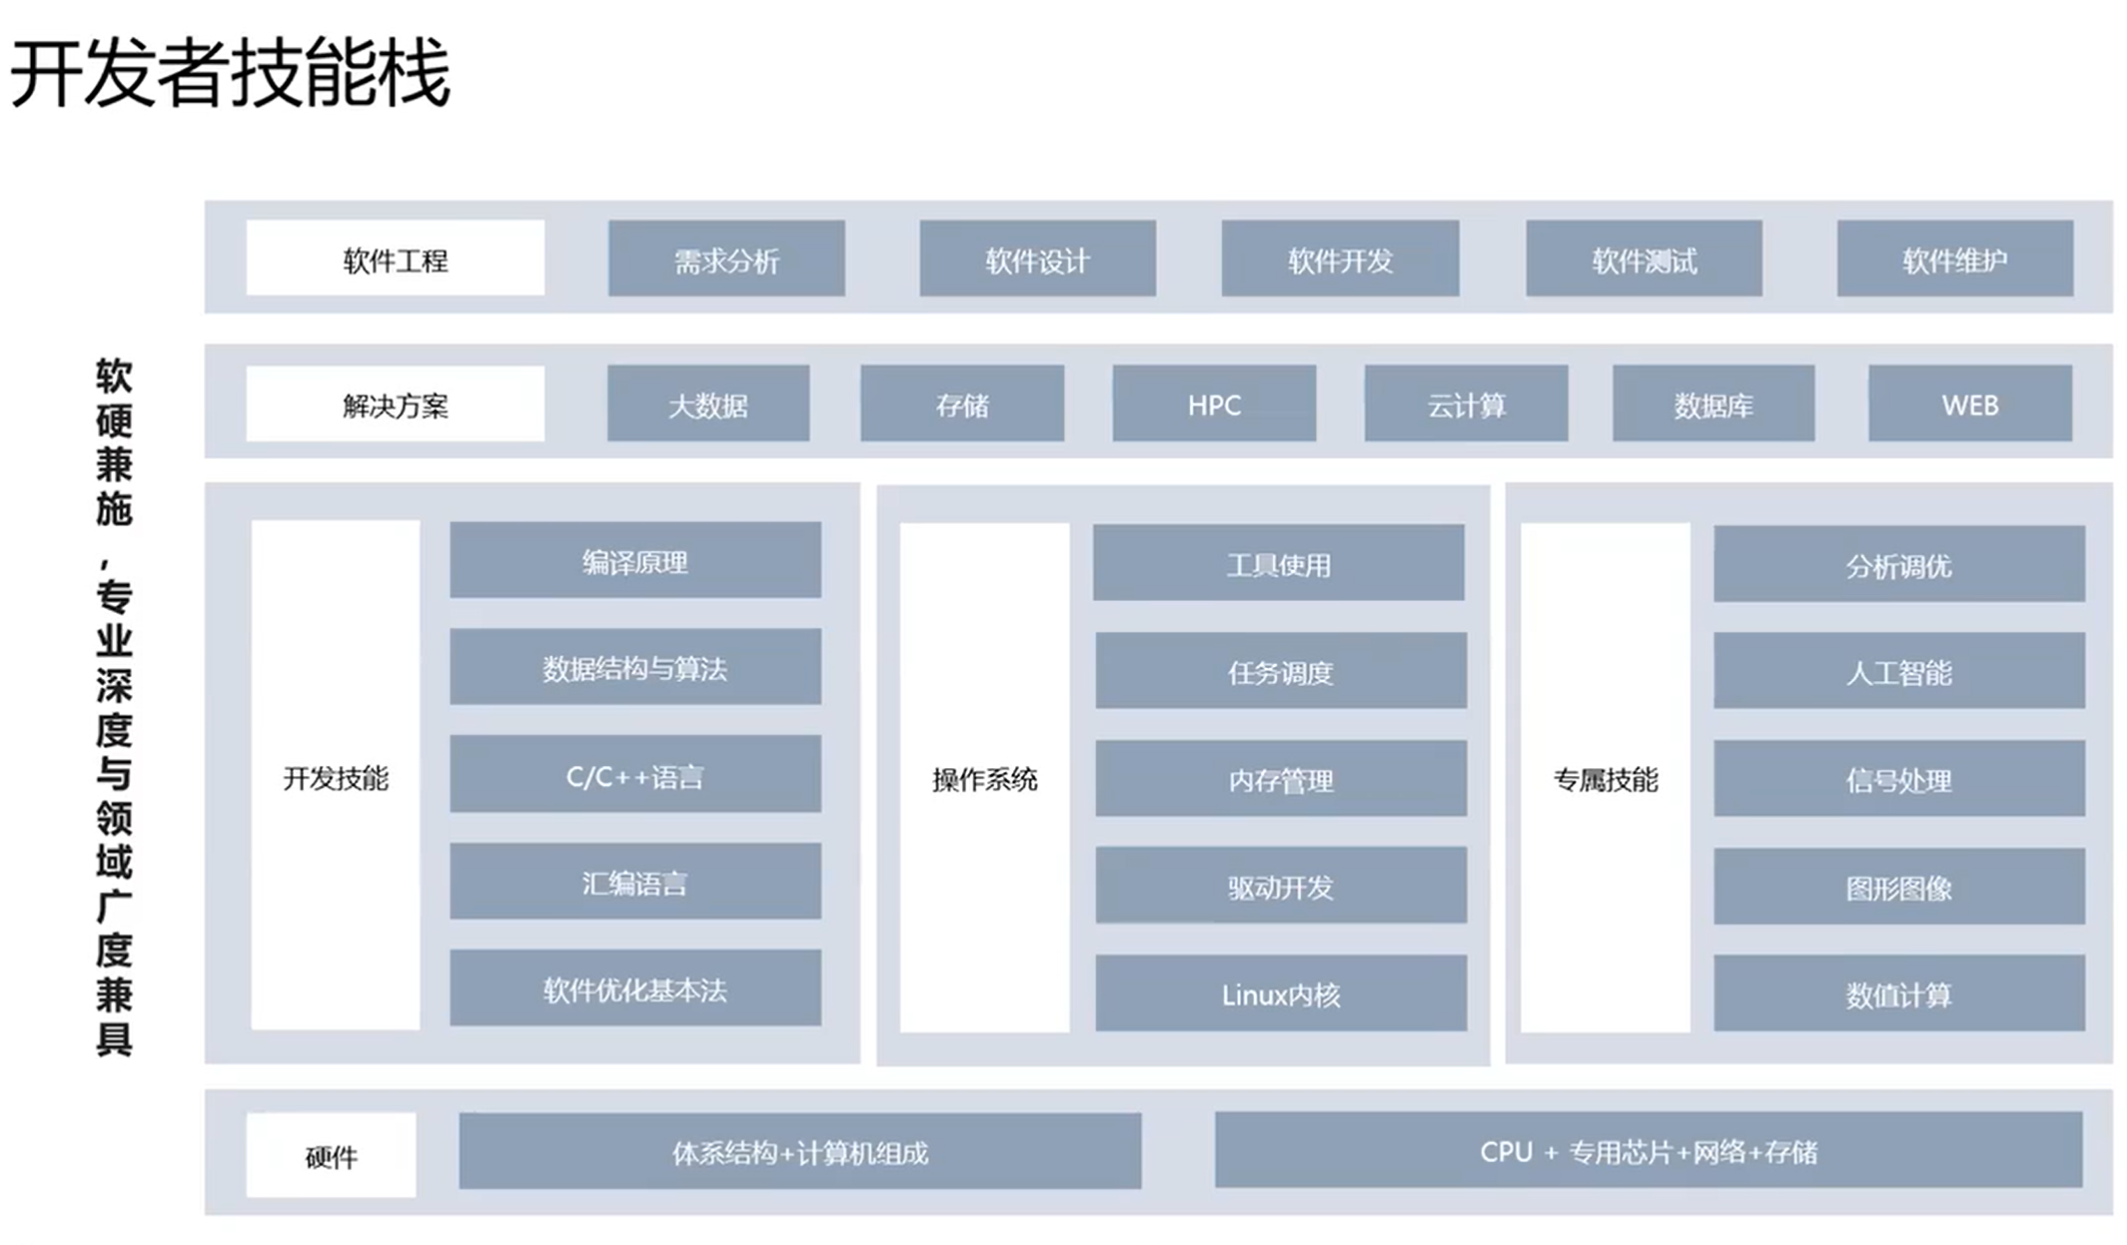 开发者技能栈
软硬兼施，专业深度与领域广度兼具
软件工程
需求分析
软件设计
软件开发
软件测试
软件维护
解决方案
大数据
存储
HPC
云计算
数据库
WEB
开发技能
编译原理
数据结构与算法
C/C++语言
汇编语言
软件优化基本法
操作系统
工具使用
任务调度
内存管理
驱动开发
Linux内核
专属技能
分析调优
人工智能
信号处理
图形图像
数值计算
硬件
体系结构+计算机组成
CPU + 专用芯片+网络+存储